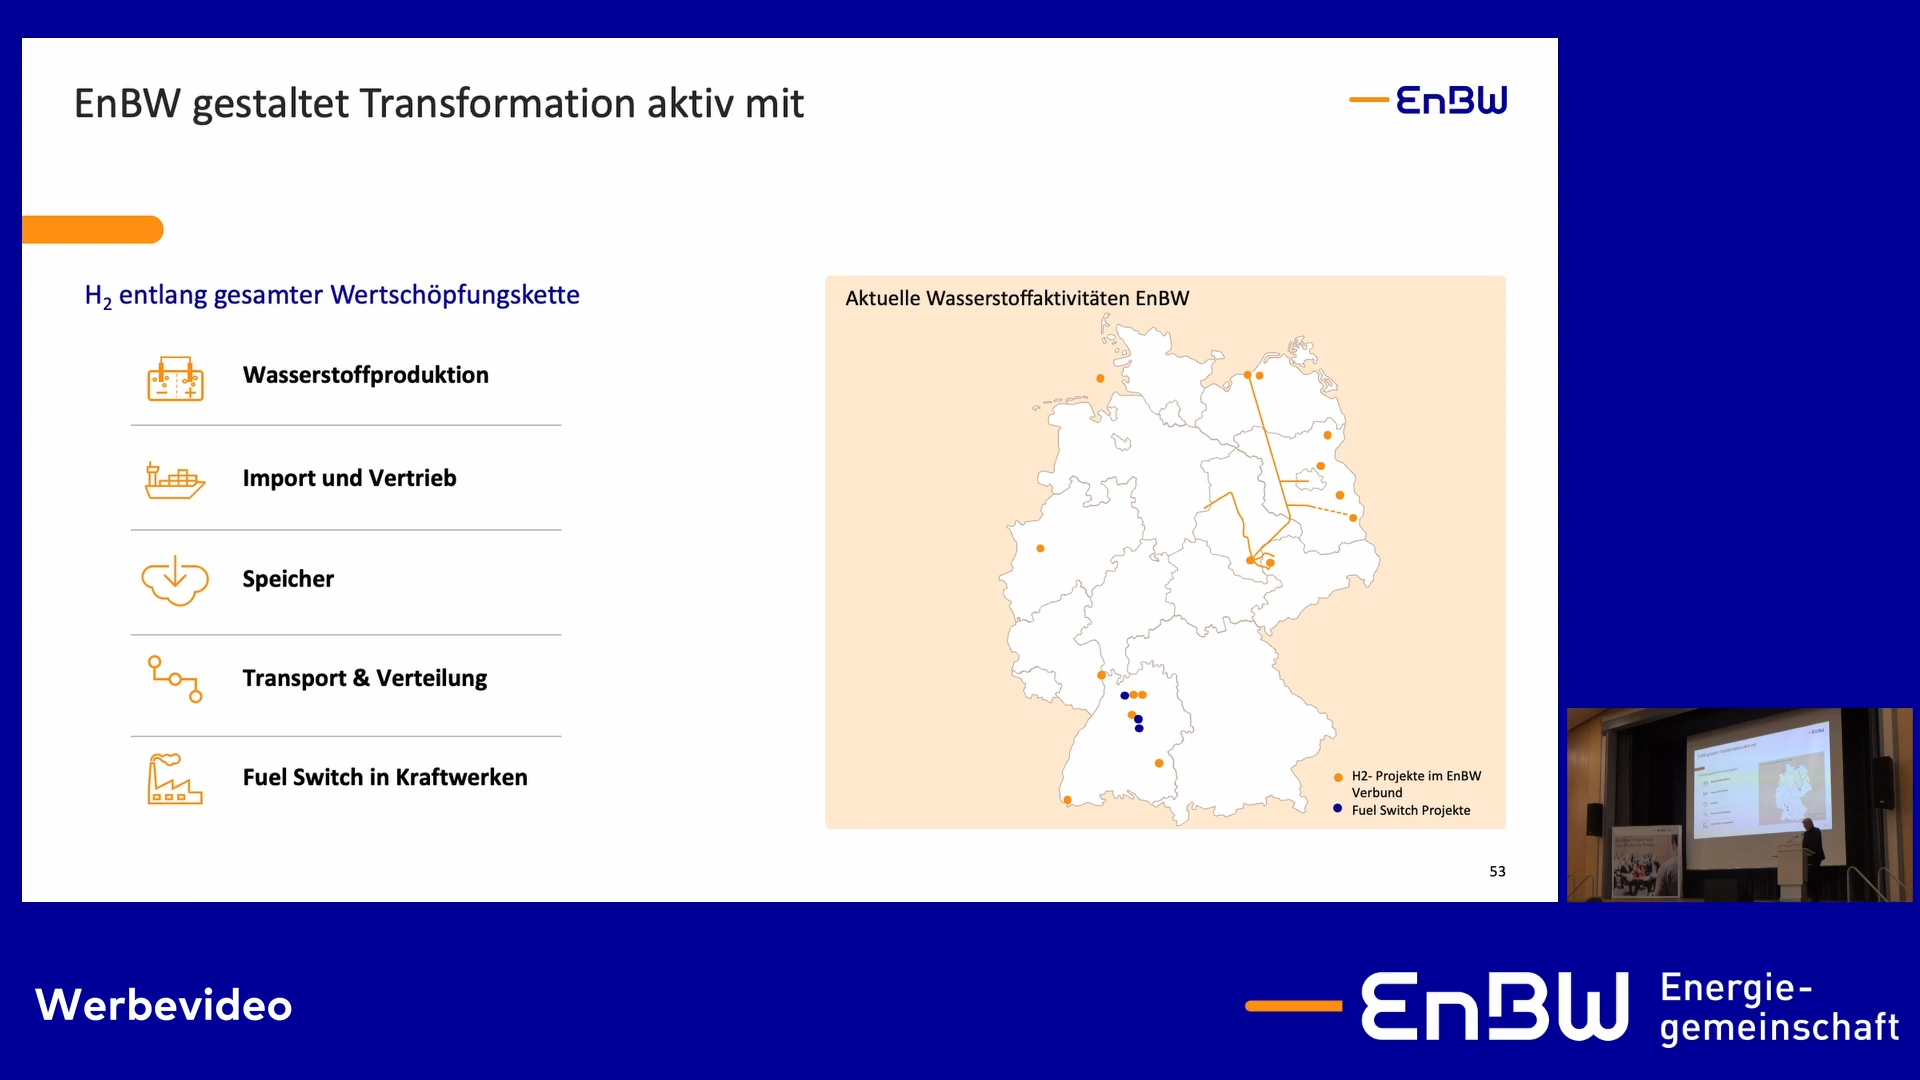 EnBW gestaltet Transformation aktiv mit
EnBW
H₂ entlang gesamter Wertschöpfungskette
Wasserstoffproduktion
Import und Vertrieb
Speicher
Transport & Verteilung
Fuel Switch in Kraftwerken
Aktuelle Wasserstoffaktivitäten EnBW
H2- Projekte im EnBW
Verbund
Fuel Switch Projekte
53
Werbevideo
EnBW
Energie-
gemeinschaft